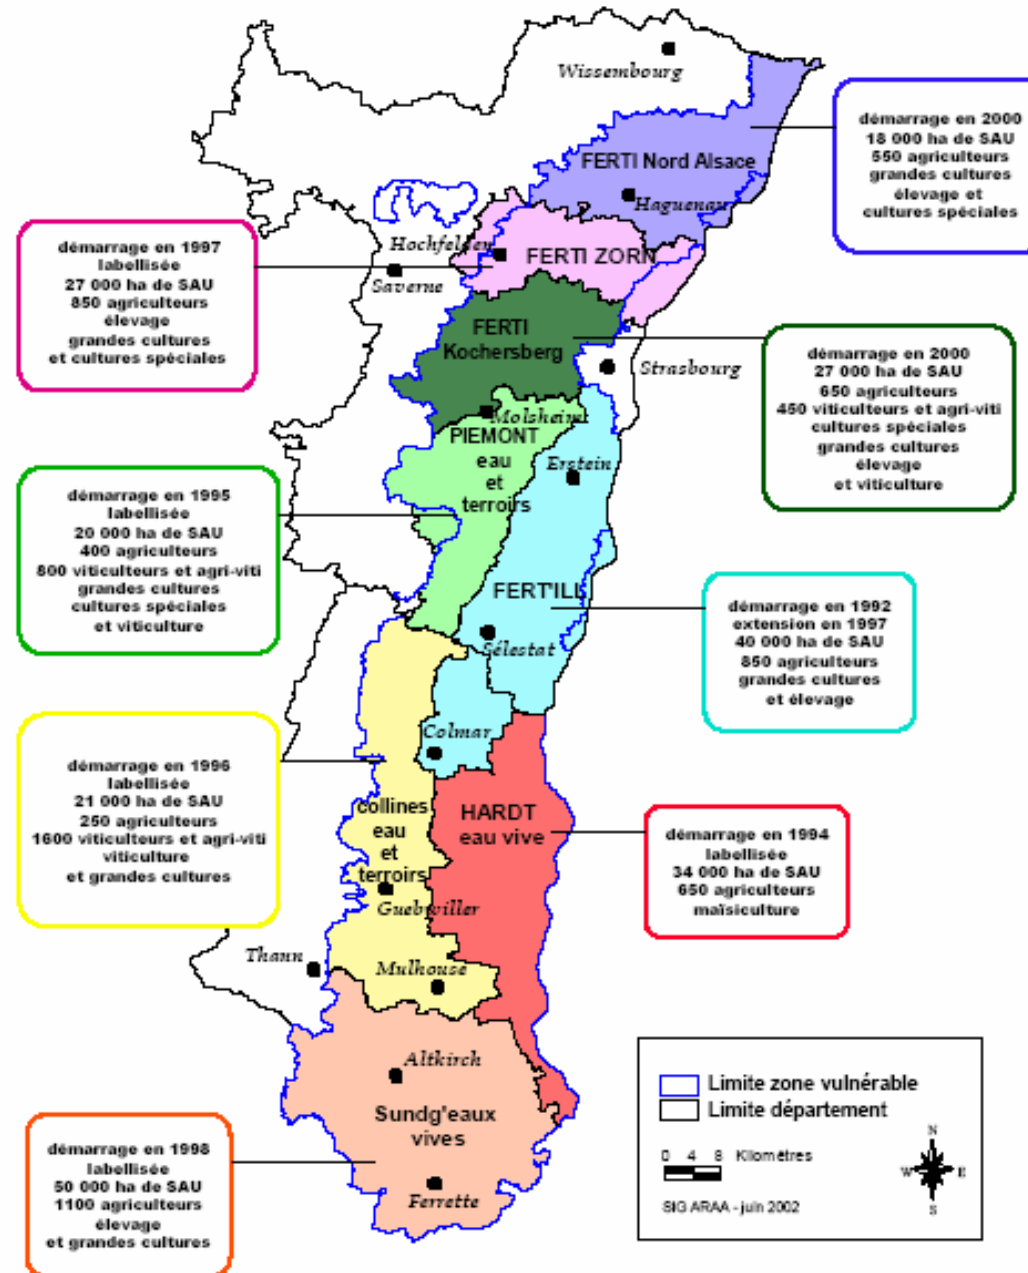 Wissembourg
démarrage en 2000
18 000 ha de SAU
550 agriculteurs
grandes cultures
élevage et
cultures spéciales
FERTI Nord Alsace
Haguenau
démarrage en 1997
labellisée
27 000 ha de SAU
850 agriculteurs
élevage
grandes cultures
et cultures spéciales
Hochfelden
FERTI ZORN
Saverne
FERTI
Kochersberg
Strasbourg
démarrage en 2000
27 000 ha de SAU
650 agriculteurs
450 viticulteurs et agri-viti
cultures spéciales
grandes cultures
élevage
et viticulture
Molsheim
PIEMONT
eau
et
terroirs
Erstein
démarrage en 1995
labellisée
20 000 ha de SAU
400 agriculteurs
800 viticulteurs et agri-viti
grandes cultures
cultures spéciales
et viticulture
FERT'ILL
Sélestat
démarrage en 1992
extension en 1997
40 000 ha de SAU
850 agriculteurs
grandes cultures
et élevage
Colmar
démarrage en 1996
labellisée
21 000 ha de SAU
250 agriculteurs
1600 viticulteurs et agri-viti
viticulture
et grandes cultures
collines
eau
et
terroirs
HARDT
eau vive
démarrage en 1994
labellisée
34 000 ha de SAU
650 agriculteurs
maïsiculture
Guebwiller
Thann
Mulhouse
Altkirch
Sundg'eaux
vives
Ferrette
démarrage en 1998
labellisée
50 000 ha de SAU
1100 agriculteurs
élevage
et grandes cultures
Limite zone vulnérable
Limite département
0 4 8 Kilomètres
SIG ARAA - juin 2002
N
W E
S